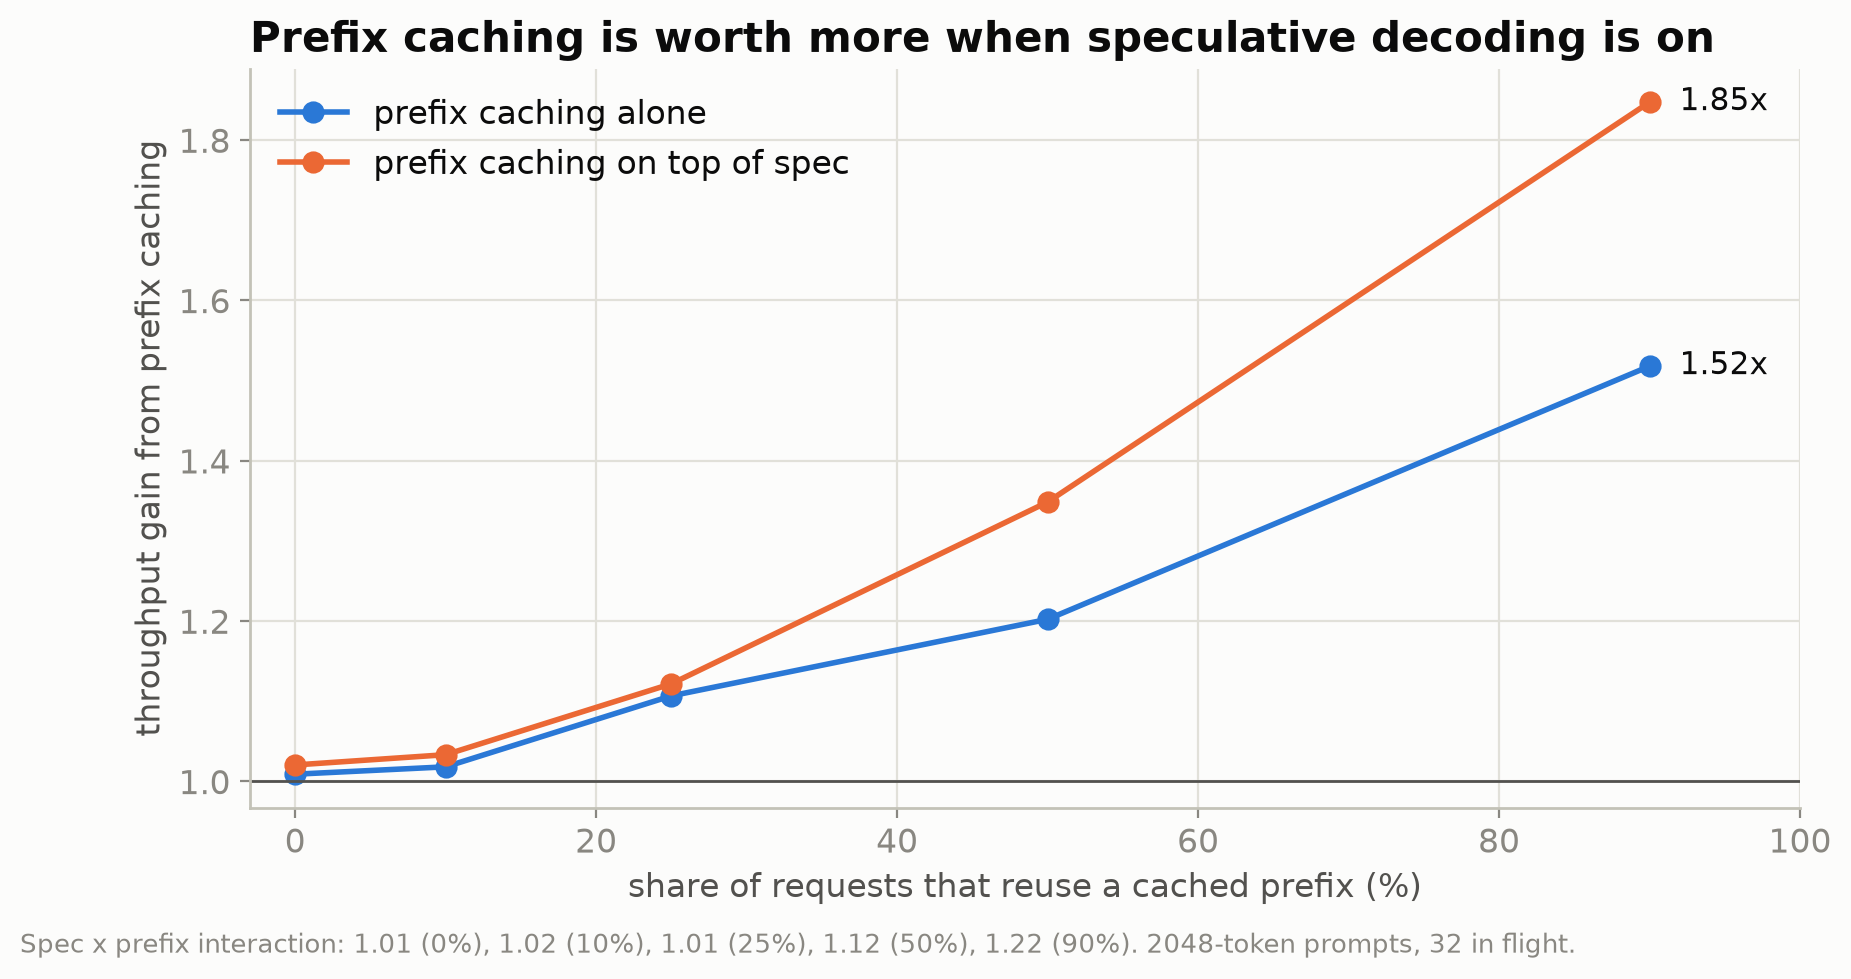 Prefix caching is worth more when speculative decoding is on
prefix caching alone
prefix caching on top of spec
throughput gain from prefix caching
1.8
1.6
1.4
1.2
1.0
1.85x
1.52x
0 20 40 60 80 100
share of requests that reuse a cached prefix (%)
Spec x prefix interaction: 1.01 (0%), 1.02 (10%), 1.01 (25%), 1.12 (50%), 1.22 (90%). 2048-token prompts, 32 in flight.